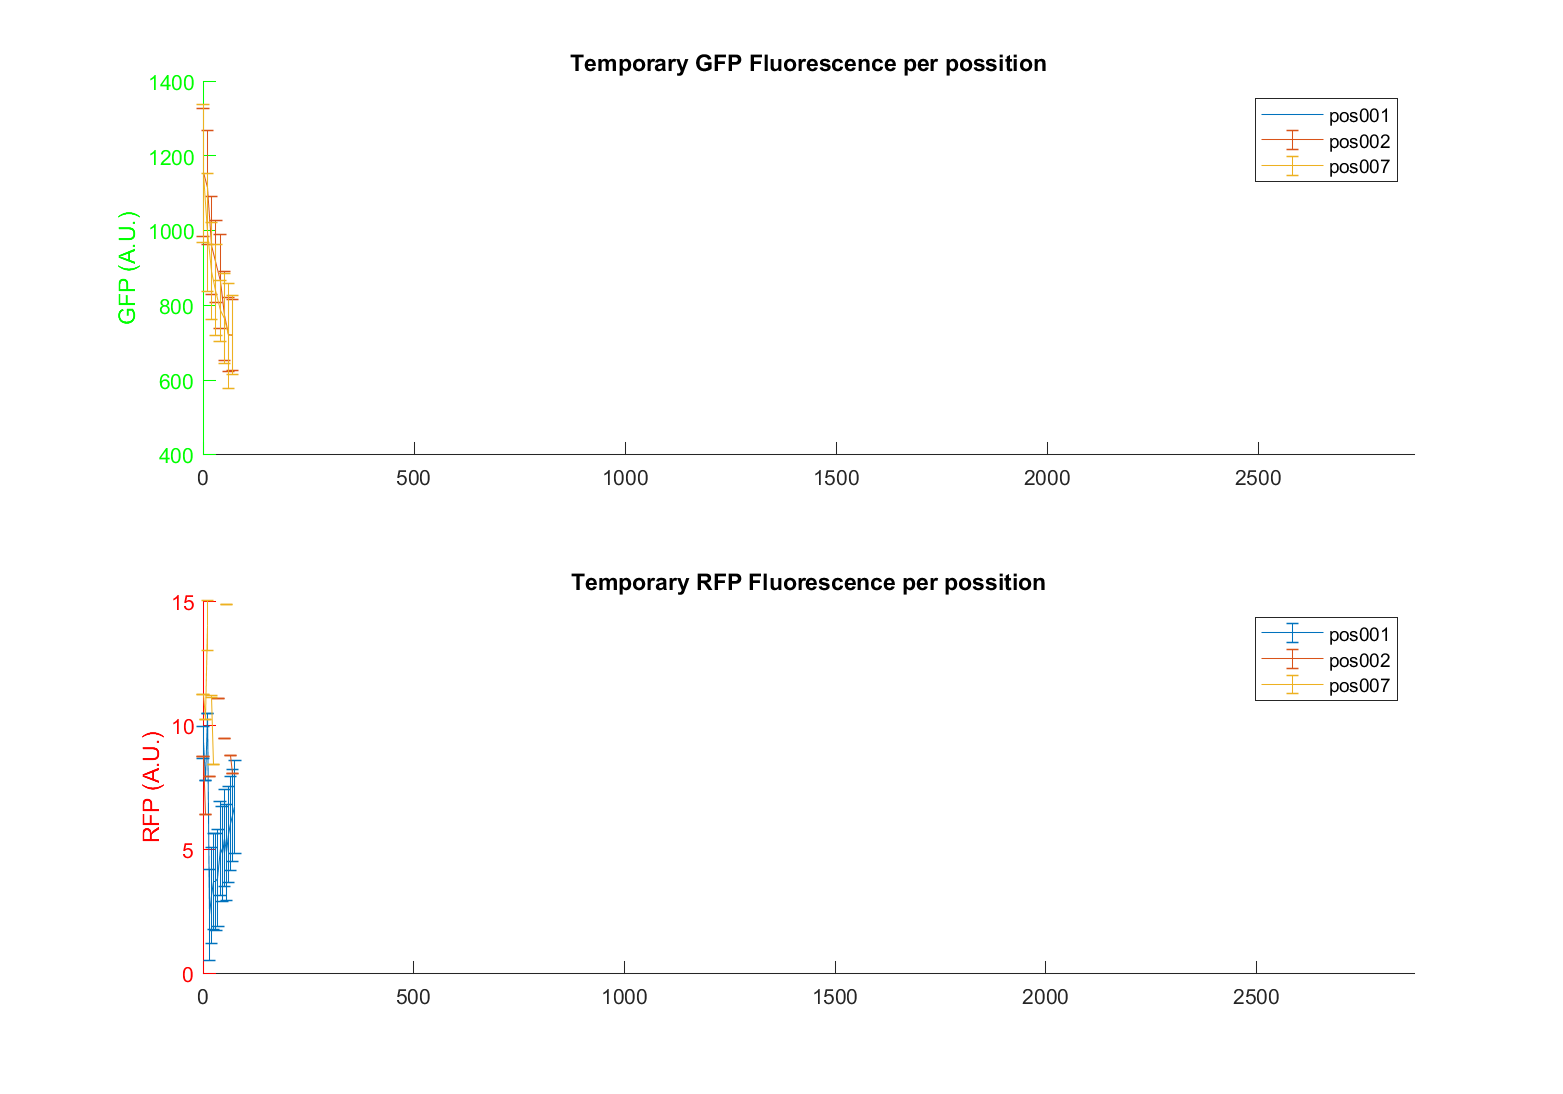 Temporary GFP Fluorescence per possition
1400
1200
1000
800
600
400
GFP (A.U.)
pos001
pos002
pos007
0 500 1000 1500 2000 2500
Temporary RFP Fluorescence per possition
15
10
5
0
RFP (A.U.)
pos001
pos002
pos007
0 500 1000 1500 2000 2500